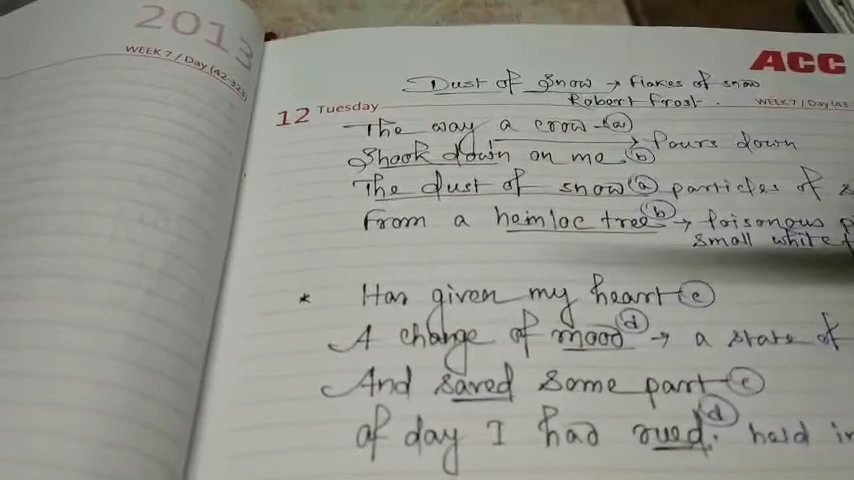 2013
WEEK 7 / Day (42-323)
ACC
Dust of Snow → Flakes of snow
12 Tuesday
Robert Frost.
WEEK 7 / Day (43
The way a crow (a)
Shook down on me (b) → Pours down
The dust of snow (a) particles of
From a hemloc tree (b) → Poisonous
small white
* Has given my heart (c)
A change of mood (d) → a state of
And saved some part (c)
of day I had rued. (d) held in